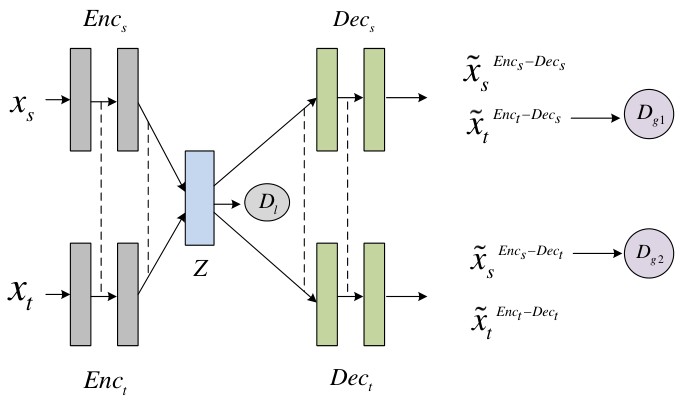 Enc_s
Dec_s
x_s
x̃_s^{Enc_s−Dec_s}
x̃_t^{Enc_t−Dec_s}
D_{g1}
D_l
Z
x_t
x̃_s^{Enc_s−Dec_t}
D_{g2}
x̃_t^{Enc_t−Dec_t}
Enc_t
Dec_t